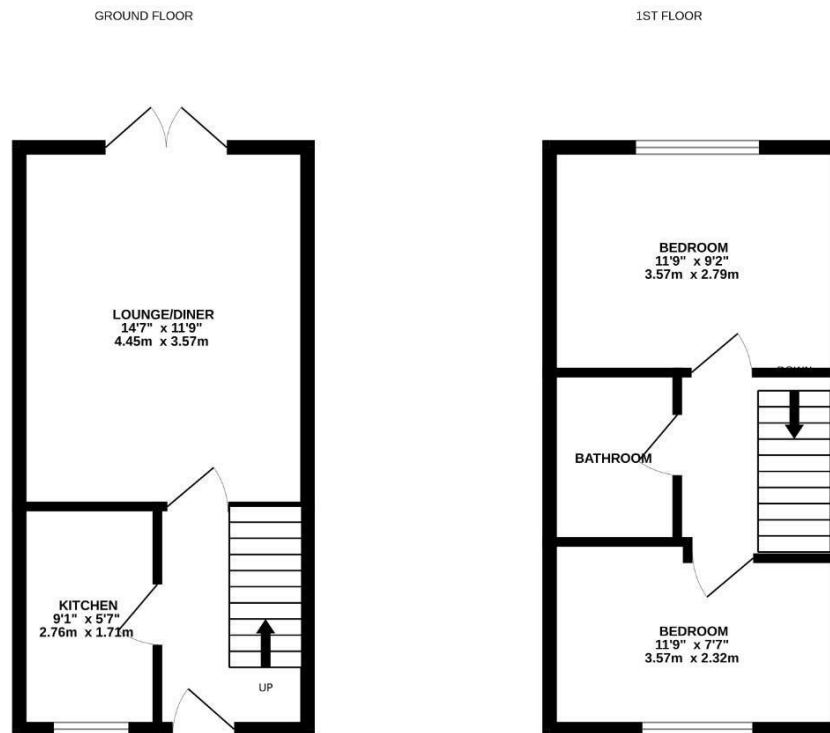 GROUND FLOOR
1ST FLOOR
LOUNGE/DINER
14'7" x 11'9"
4.45m x 3.57m
KITCHEN
9'1" x 5'7"
2.76m x 1.71m
UP
BEDROOM
11'9" x 9'2"
3.57m x 2.79m
DOWN
BATHROOM
BEDROOM
11'9" x 7'7"
3.57m x 2.32m